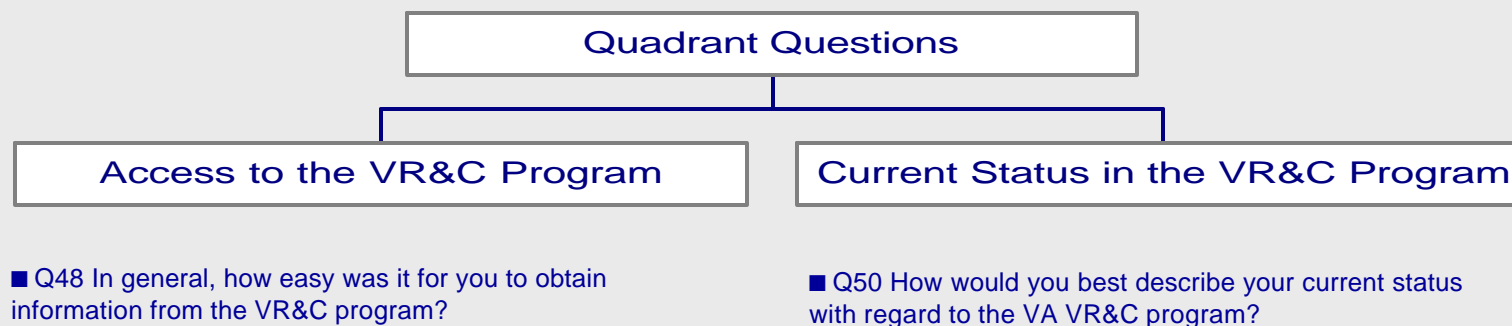 Quadrant Questions
Access to the VR&C Program
Current Status in the VR&C Program
■ Q48 In general, how easy was it for you to obtain
information from the VR&C program?
■ Q50 How would you best describe your current status
with regard to the VA VR&C program?